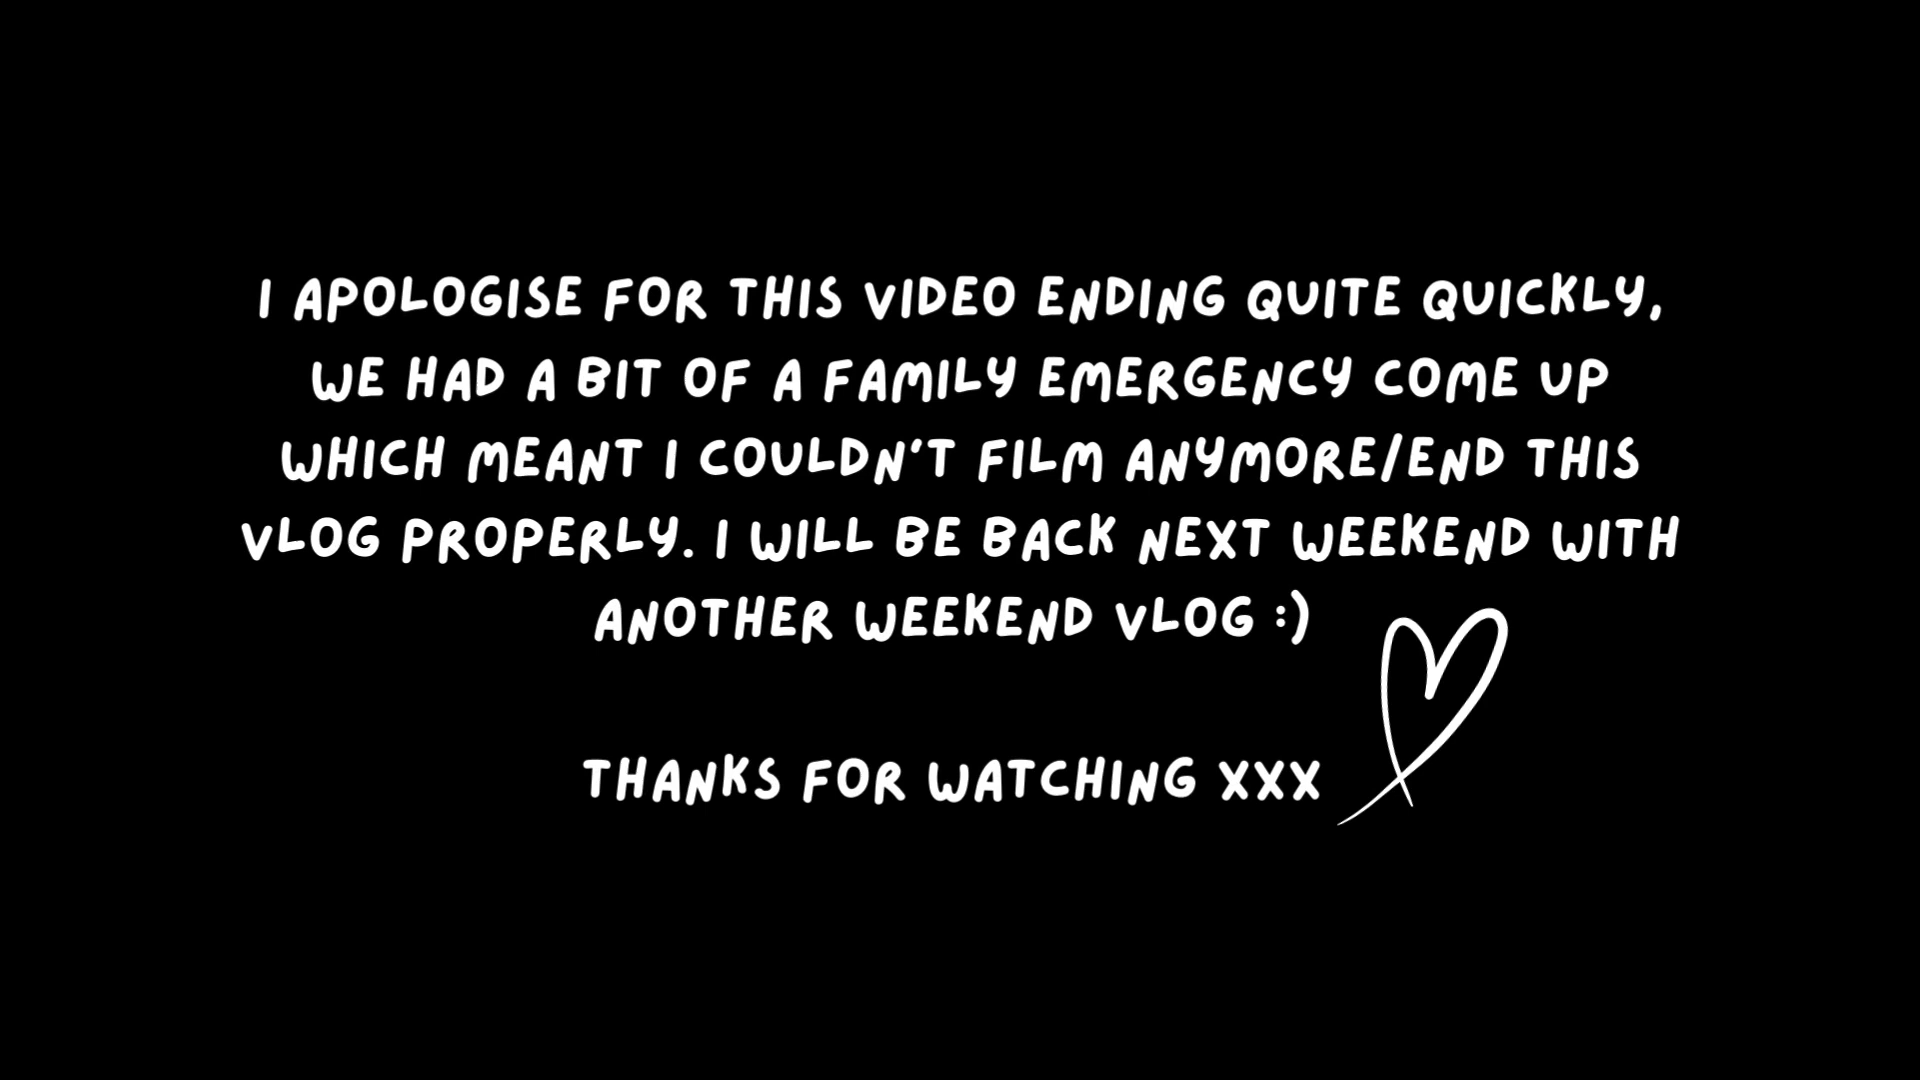 I APOLOGISE FOR THIS VIDEO ENDING QUITE QUICKLY,
WE HAD A BIT OF A FAMILY EMERGENCY COME UP
WHICH MEANT I COULDN'T FILM ANYMORE/END THIS
VLOG PROPERLY. I WILL BE BACK NEXT WEEKEND WITH
ANOTHER WEEKEND VLOG :)
THANKS FOR WATCHING XXX